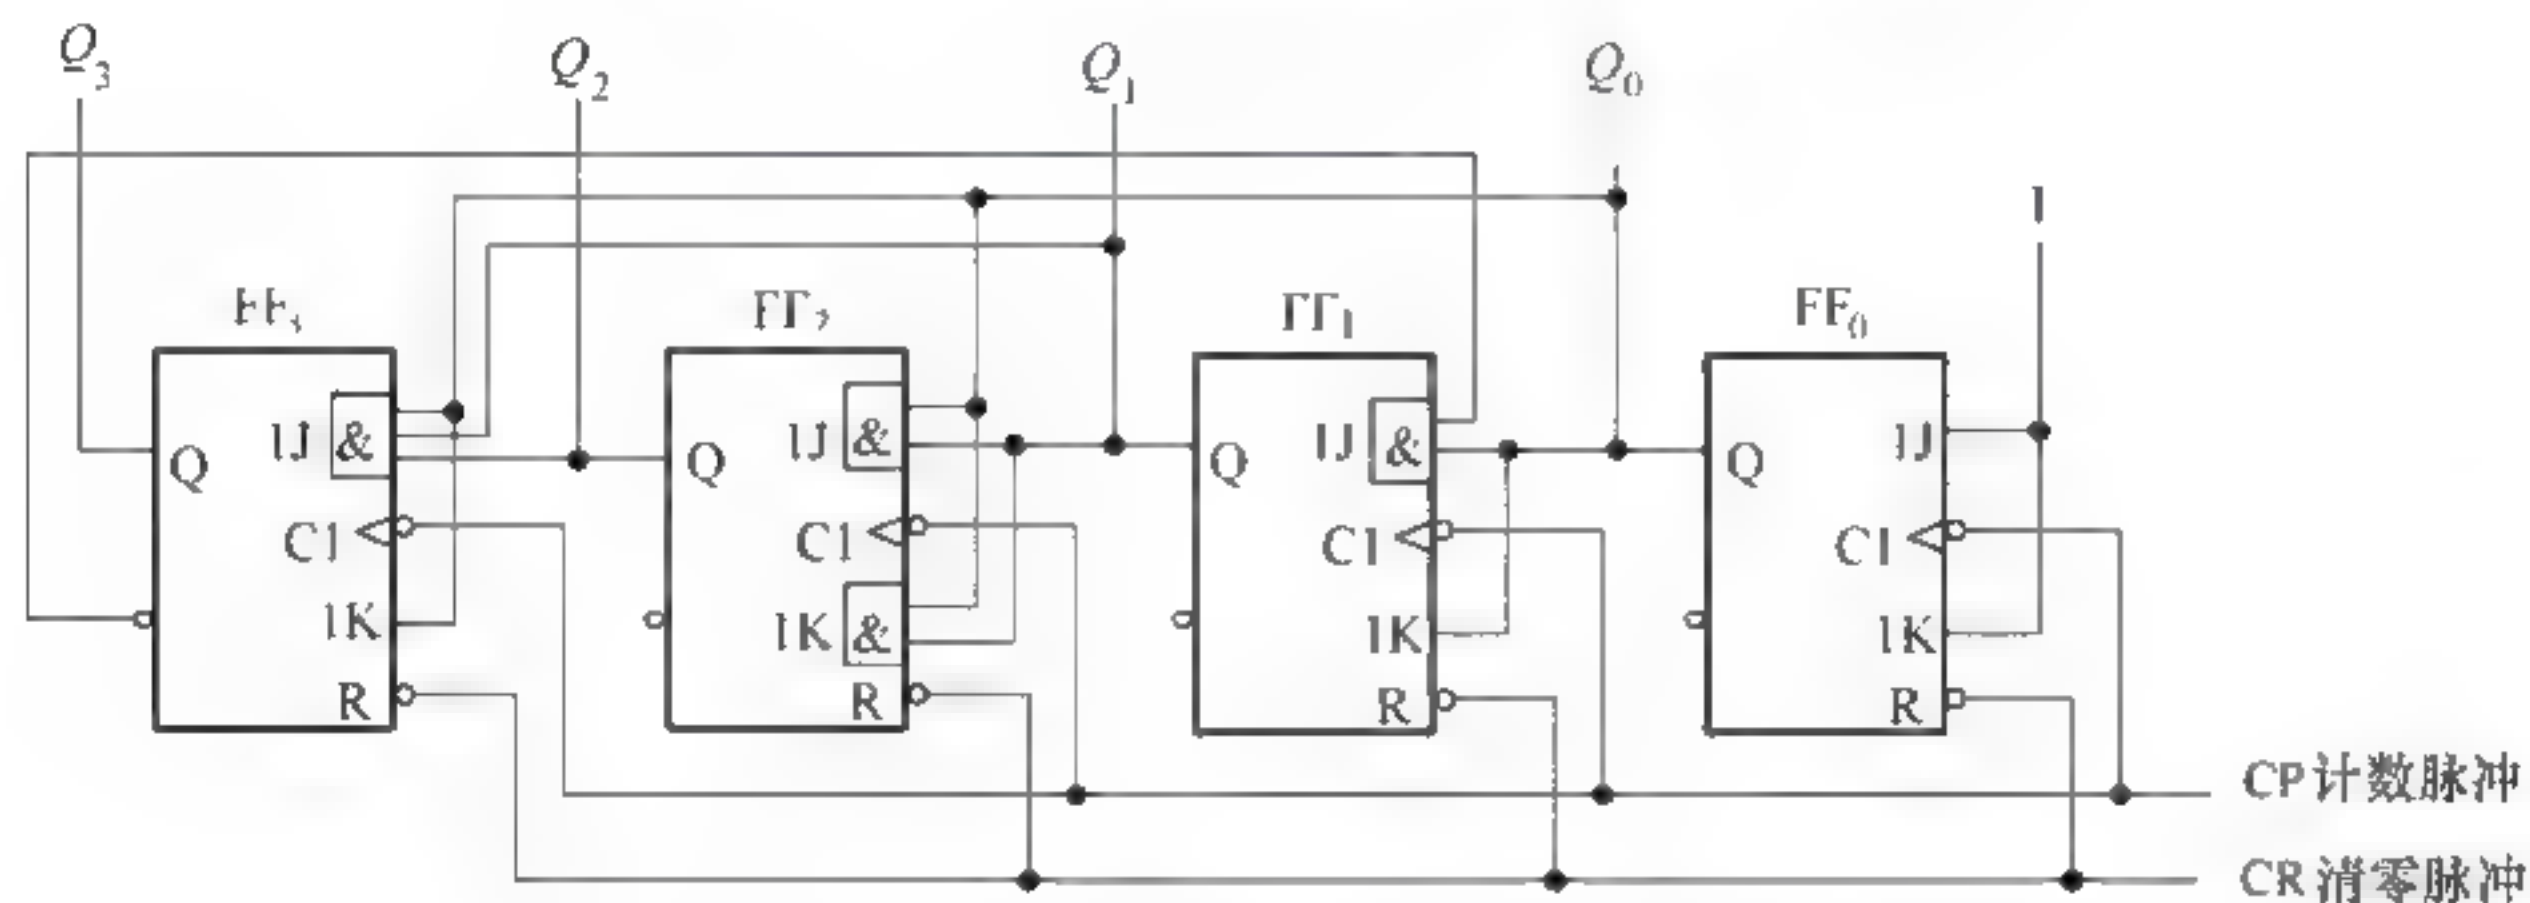 Q3
Q2
Q1
Q0
1
FF3
FF2
FF1
FF0
1J
&
Q
C1
1K
R
1J
&
Q
C1
1K
&
R
1J
&
Q
C1
1K
R
1J
Q
C1
1K
R
CP计数脉冲
CR清零脉冲